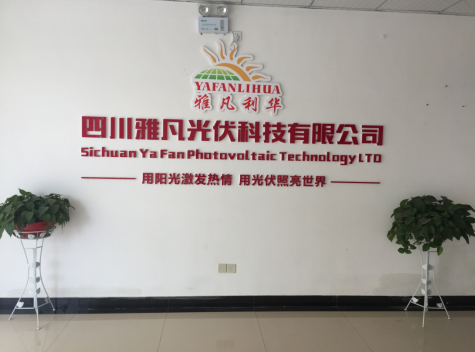 YAFANLIHUA
雅凡利华
四川雅凡光伏科技有限公司
Sichuan Ya Fan Photovoltaic Technology LTD
用阳光激发热情 用光伏照亮世界